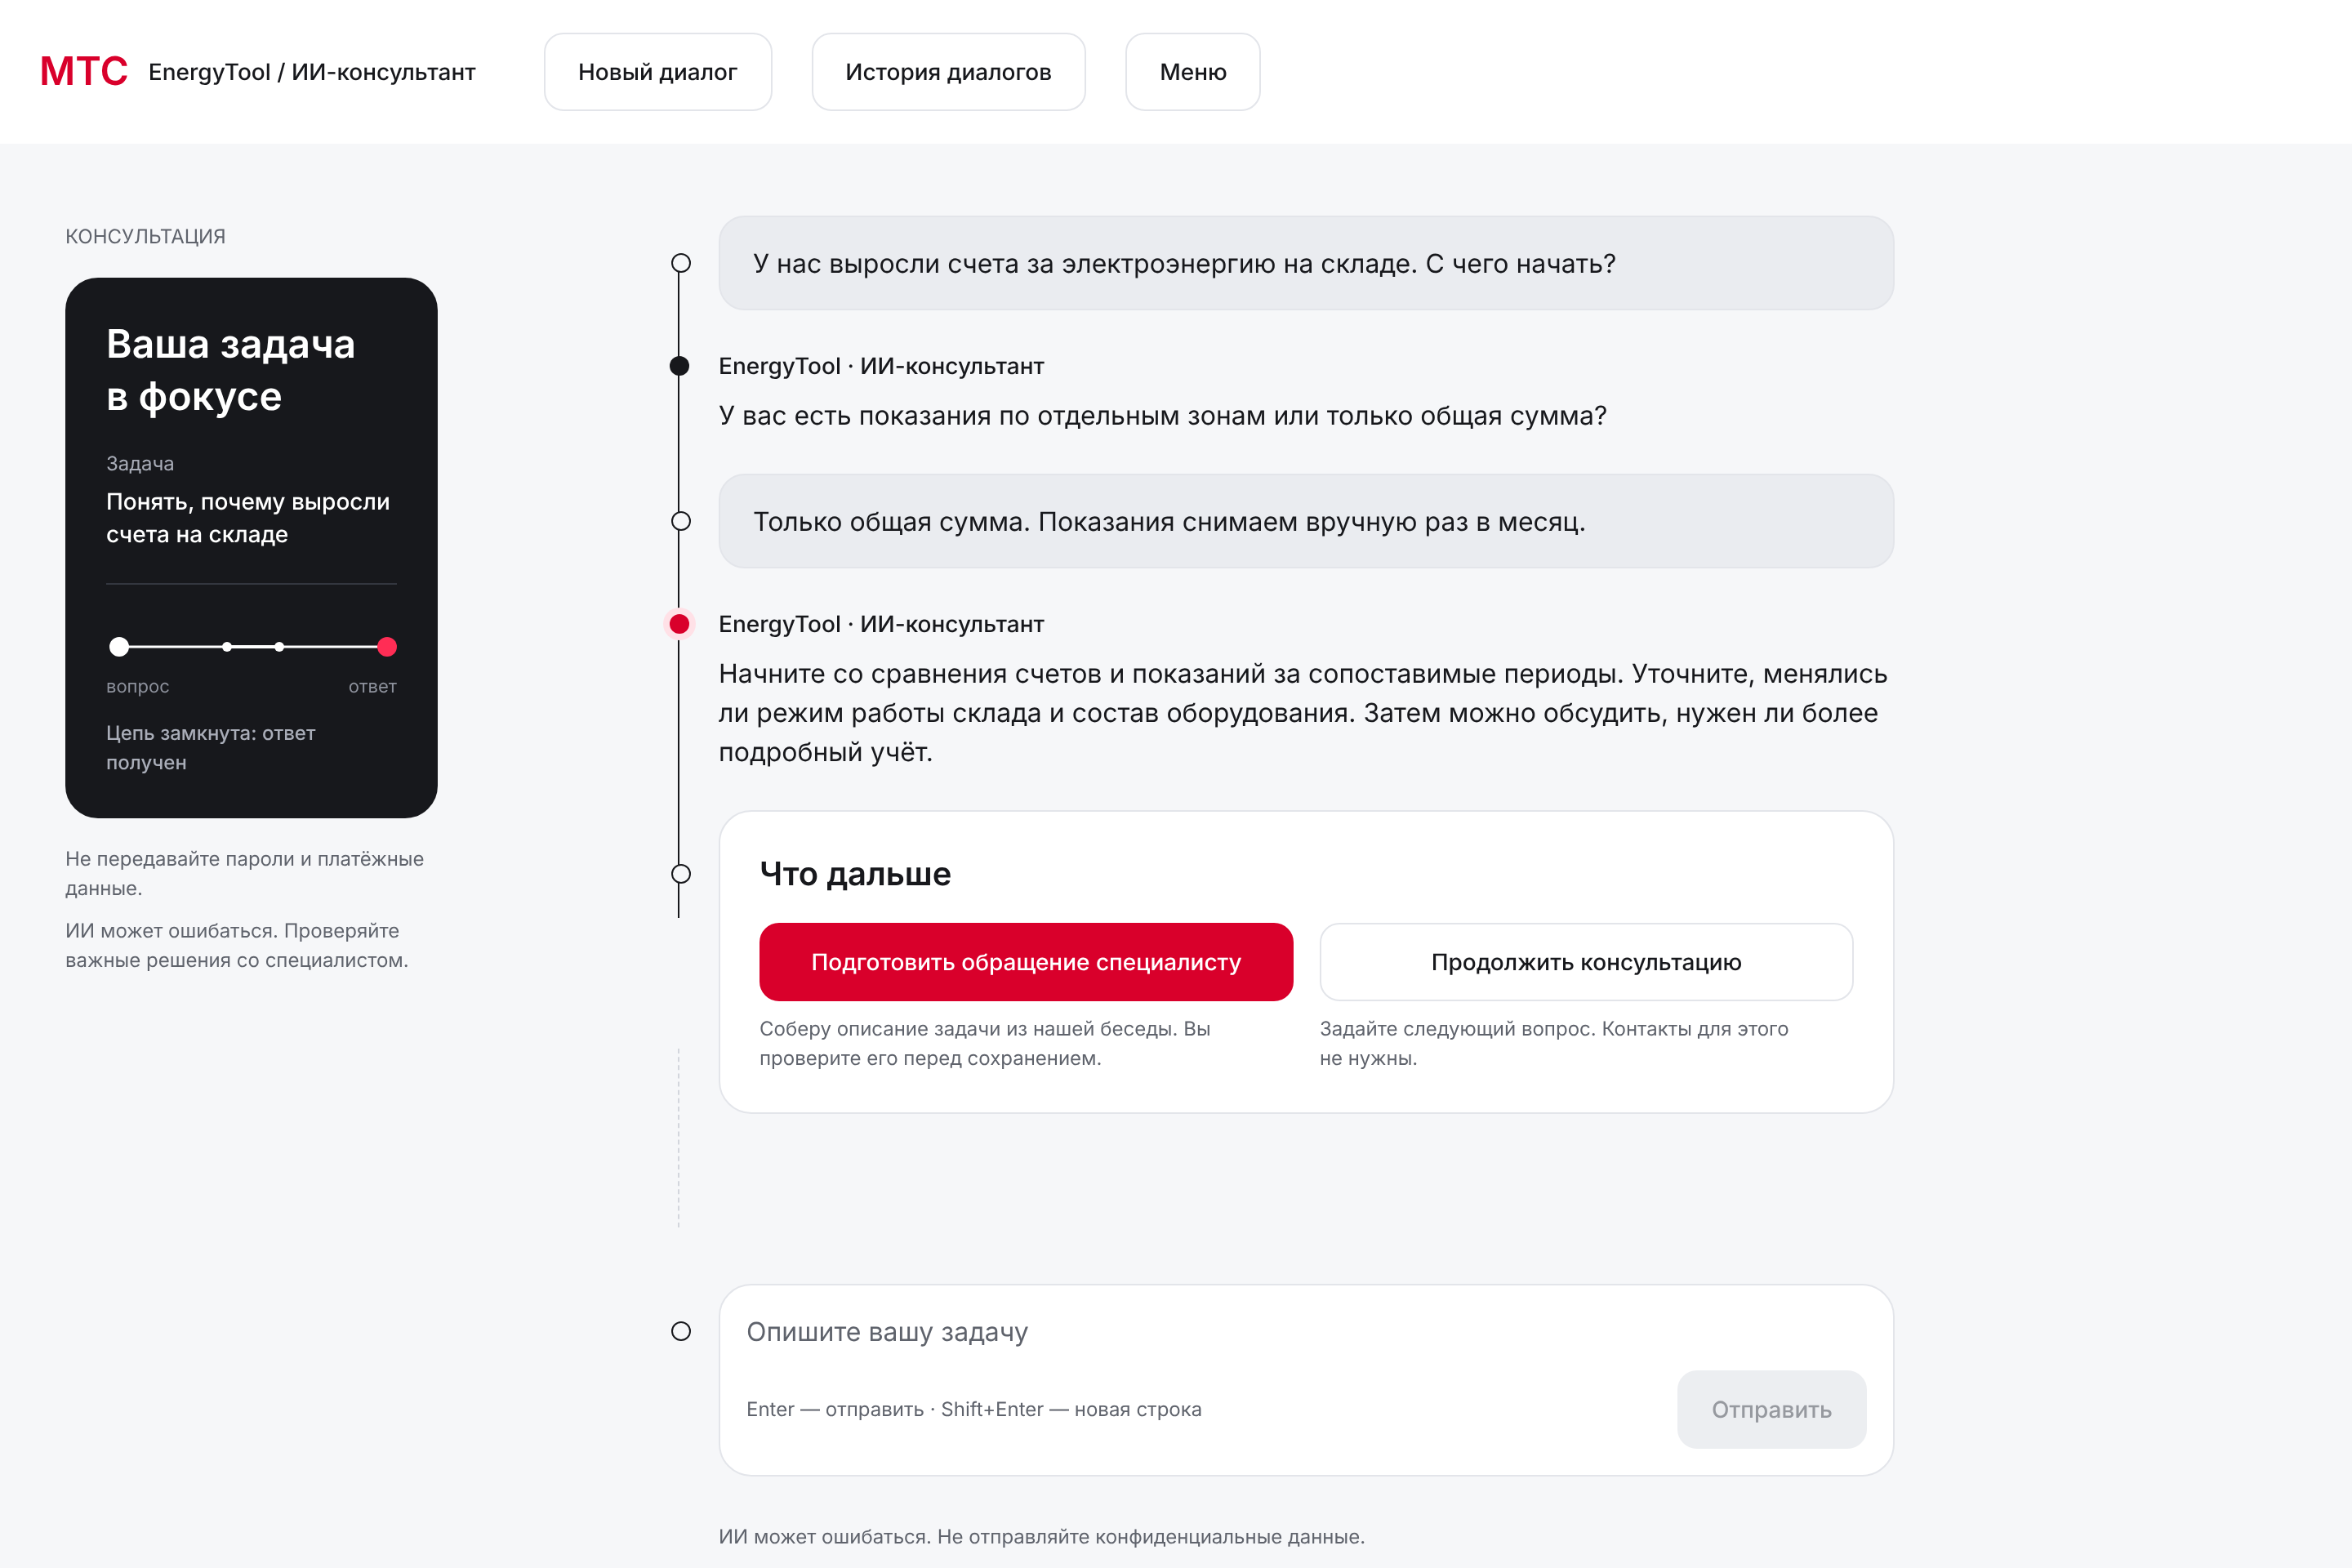 МТС
EnergyTool / ИИ-консультант
Новый диалог
История диалогов
Меню
КОНСУЛЬТАЦИЯ
Ваша задача
в фокусе
Задача
Понять, почему выросли
счета на складе
вопрос
ответ
Цепь замкнута: ответ
получен
Не передавайте пароли и платёжные
данные.
ИИ может ошибаться. Проверяйте
важные решения со специалистом.
У нас выросли счета за электроэнергию на складе. С чего начать?
EnergyTool · ИИ-консультант
У вас есть показания по отдельным зонам или только общая сумма?
Только общая сумма. Показания снимаем вручную раз в месяц.
EnergyTool · ИИ-консультант
Начните со сравнения счетов и показаний за сопоставимые периоды. Уточните, менялись
ли режим работы склада и состав оборудования. Затем можно обсудить, нужен ли более
подробный учёт.
Что дальше
Подготовить обращение специалисту
Соберу описание задачи из нашей беседы. Вы
проверите его перед сохранением.
Продолжить консультацию
Задайте следующий вопрос. Контакты для этого
не нужны.
Опишите вашу задачу
Enter — отправить · Shift+Enter — новая строка
Отправить
ИИ может ошибаться. Не отправляйте конфиденциальные данные.